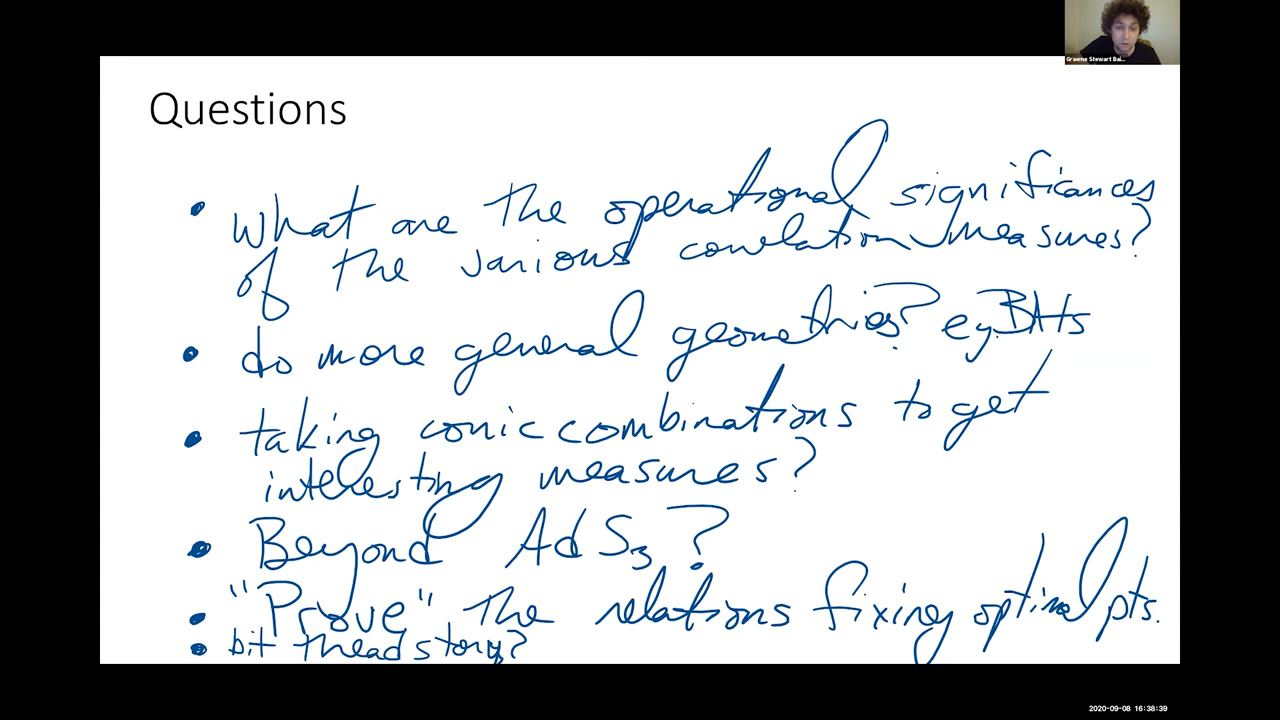 Graeme Stewart Bai...
Questions
• What are the operational significances
of the various correlation measures?
• do more general geometries? eg. BHs
• taking conic combinations to get
interesting measures?
• Beyond AdS₃?
• "Prove" the relations fixing optimal pts.
• bit thread story?
2020-09-08 16:38:39